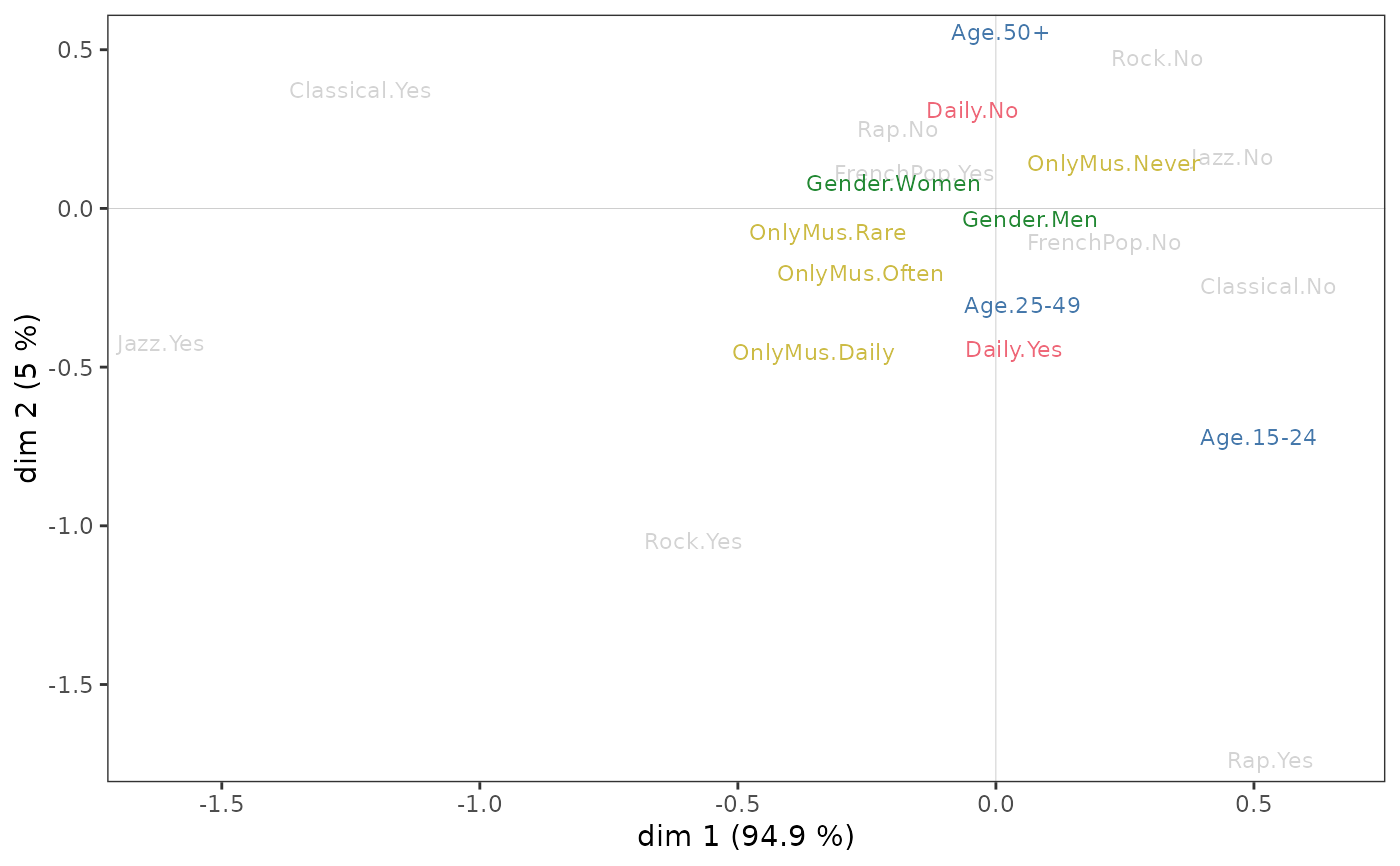 Age.50+
0.5
Rock.No
Classical.Yes
Daily.No
Rap.No
Jazz.No
OnlyMus.Never
FrenchPop.Yes
Gender.Women
0.0
Gender.Men
OnlyMus.Rare
FrenchPop.No
OnlyMus.Often
Classical.No
Age.25-49
Jazz.Yes
Daily.Yes
OnlyMus.Daily
-0.5
dim 2 (5 %)
Age.15-24
-1.0
Rock.Yes
-1.5
Rap.Yes
-1.5 -1.0 -0.5 0.0 0.5
dim 1 (94.9 %)